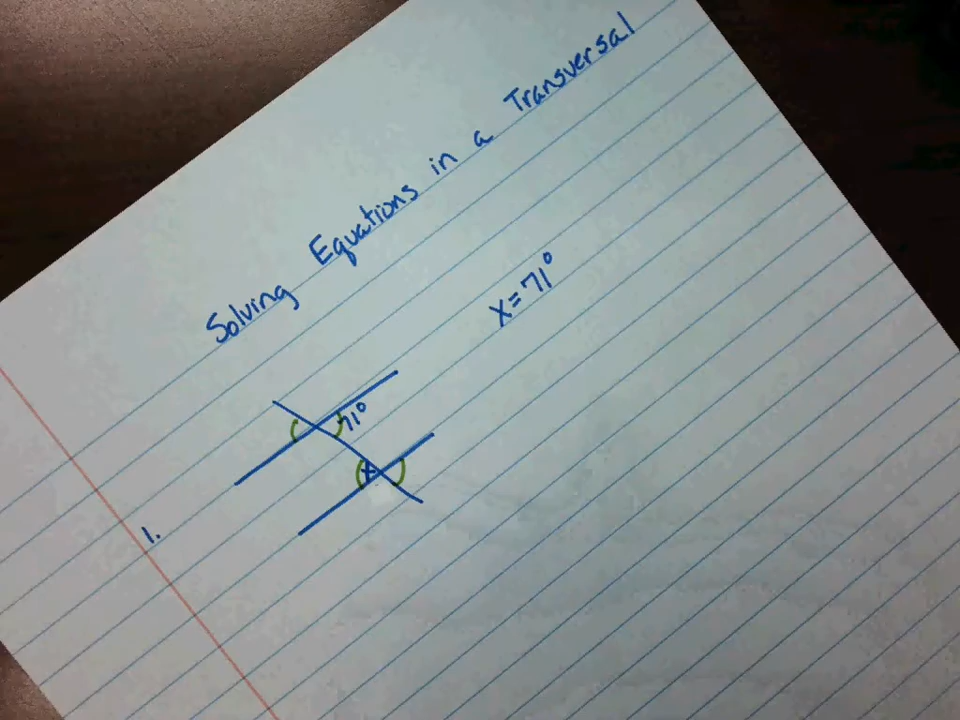 Solving Equations in a Transversal
x = 71°
71°
x
1.